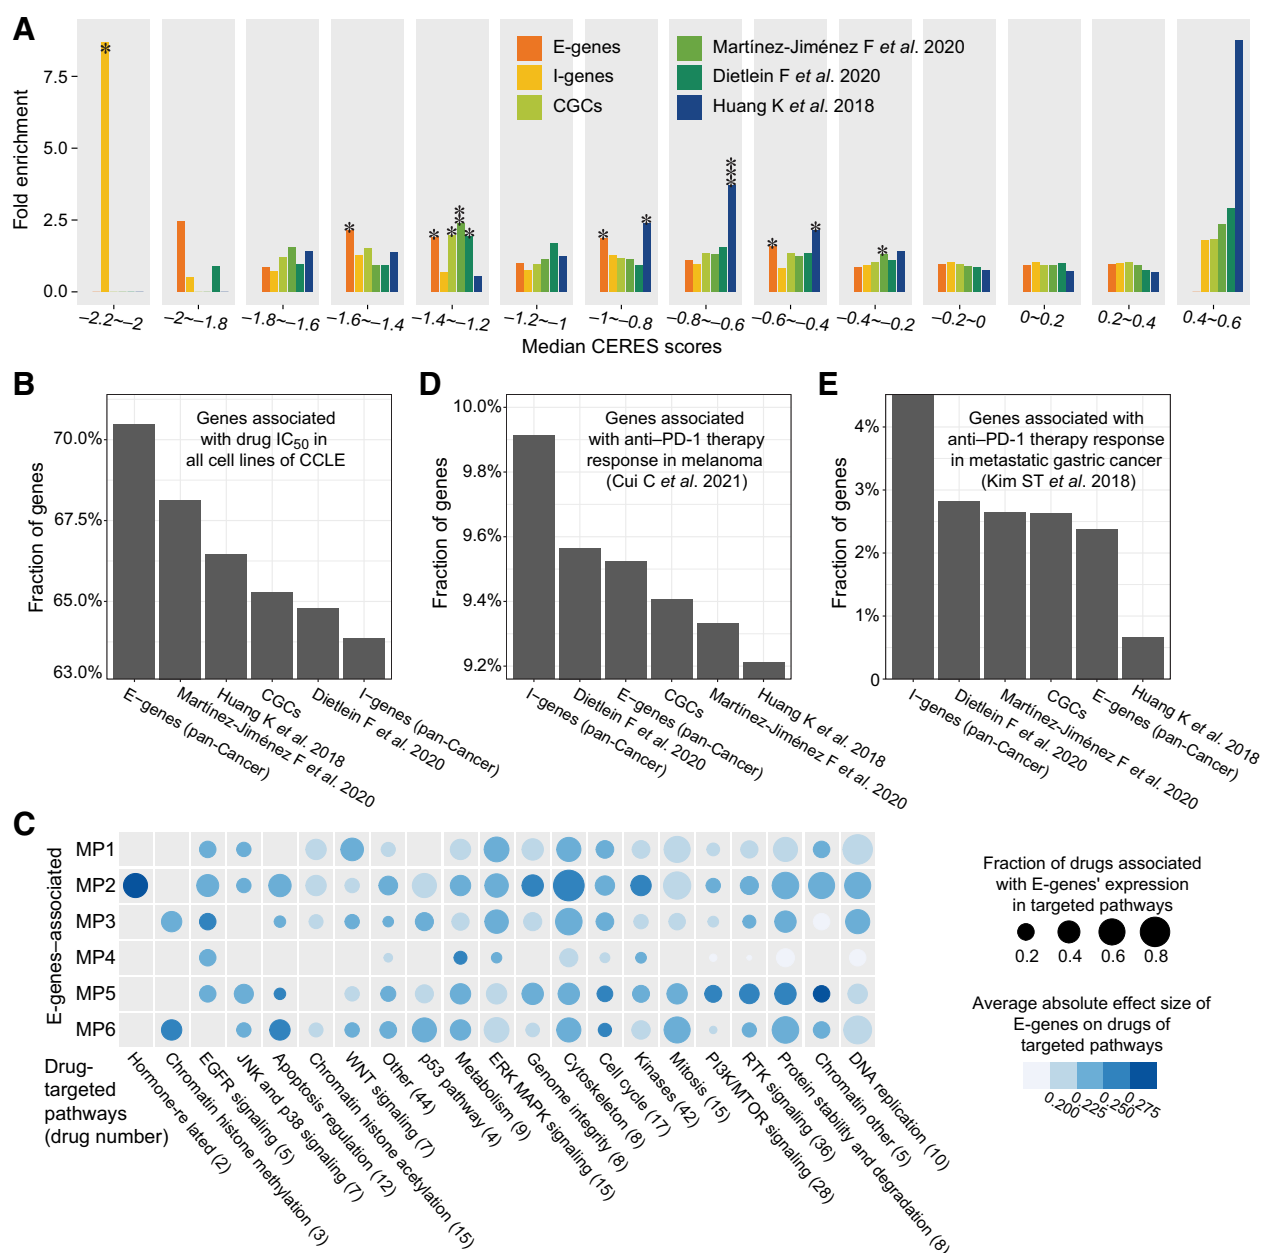 A
Fold enrichment
7.5
5.0
2.5
0.0
E-genes
I-genes
CGCs
Martínez-Jiménez F et al. 2020
Dietlein F et al. 2020
Huang K et al. 2018
* * * * * * * * * * * * * * * * *
−2.2~−2
−2~−1.8
−1.8~−1.6
−1.6~−1.4
−1.4~−1.2
−1.2~−1
−1~−0.8
−0.8~−0.6
−0.6~−0.4
−0.4~−0.2
−0.2~0
0~0.2
0.2~0.4
0.4~0.6
Median CERES scores
B
Fraction of genes
70.0%
67.5%
65.0%
63.0%
Genes associated
with drug IC50 in
all cell lines of CCLE
E−genes (pan-Cancer)
Martínez-Jiménez F et al. 2020
Huang K et al. 2018
CGCs
Dietlein F et al. 2020
I−genes (pan-Cancer)
D
Fraction of genes
10.0%
9.8%
9.6%
9.4%
9.2%
Genes associated
with anti–PD-1 therapy
response in melanoma
(Cui C et al. 2021)
I−genes (pan-Cancer)
Dietlein F et al. 2020
E−genes (pan-Cancer)
CGCs
Martínez-Jiménez F et al. 2020
Huang K et al. 2018
E
Fraction of genes
4%
3%
2%
1%
0
Genes associated with
anti–PD-1 therapy response
in metastatic gastric cancer
(Kim ST et al. 2018)
I−genes (pan-Cancer)
Dietlein F et al. 2020
Martínez-Jiménez F et al. 2020
CGCs
E−genes (pan-Cancer)
Huang K et al. 2018
C
E-genes–associated
MP1
MP2
MP3
MP4
MP5
MP6
Drug-
targeted
pathways
(drug number)
Hormone-re lated (2)
Chromatin histone methylation (3)
EGFR signaling (5)
JNK and p38 signaling (7)
Apoptosis regulation (12)
Chromatin histone acetylation (15)
WNT signaling (7)
Other (44)
p53 pathway (4)
Metabolism (9)
ERK MAPK signaling (15)
Genome integrity (8)
Cytoskeleton (8)
Cell cycle (17)
Kinases (42)
Mitosis (15)
PI3K/MTOR signaling (28)
RTK signaling (36)
Protein stability and degradation (8)
Chromatin other (5)
DNA replication (10)
Fraction of drugs associated
with E-genes' expression
in targeted pathways
0.2 0.4 0.6 0.8
Average absolute effect size of
E-genes on drugs of
targeted pathways
0.200 0.225 0.250 0.275